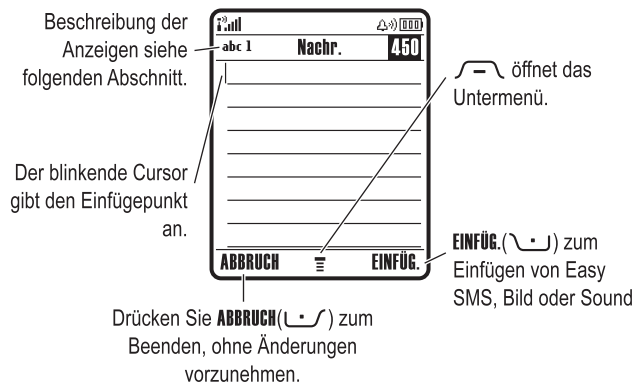 Beschreibung der
Anzeigen siehe
folgenden Abschnitt.
abc 1 Nachr. 450
öffnet das
Untermenü.
Der blinkende Cursor
gibt den Einfügepunkt
an.
ABBRUCH EINFÜG.
EINFÜG.( ) zum
Einfügen von Easy
SMS, Bild oder Sound
Drücken Sie ABBRUCH( ) zum
Beenden, ohne Änderungen
vorzunehmen.